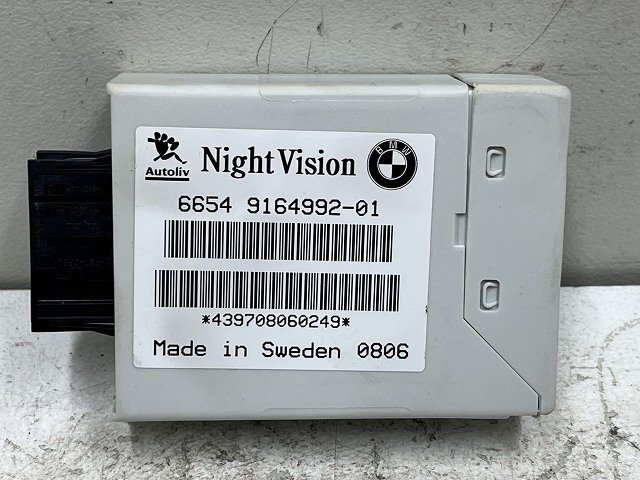 Autoliv
Night Vision
BMW
6654 9164992-01
*439708060249*
Made in Sweden 0806